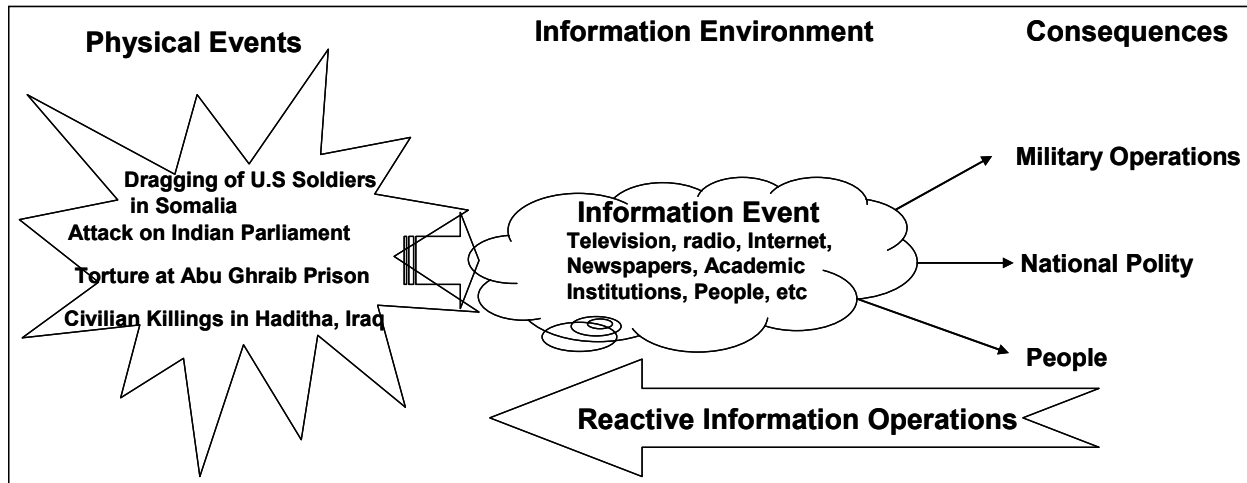 Physical Events
Information Environment
Consequences
Dragging of U.S Soldiers
in Somalia
Attack on Indian Parliament
Torture at Abu Ghraib Prison
Civilian Killings in Haditha, Iraq
Information Event
Television, radio, Internet,
Newspapers, Academic
Institutions, People, etc
Military Operations
National Polity
People
Reactive Information Operations